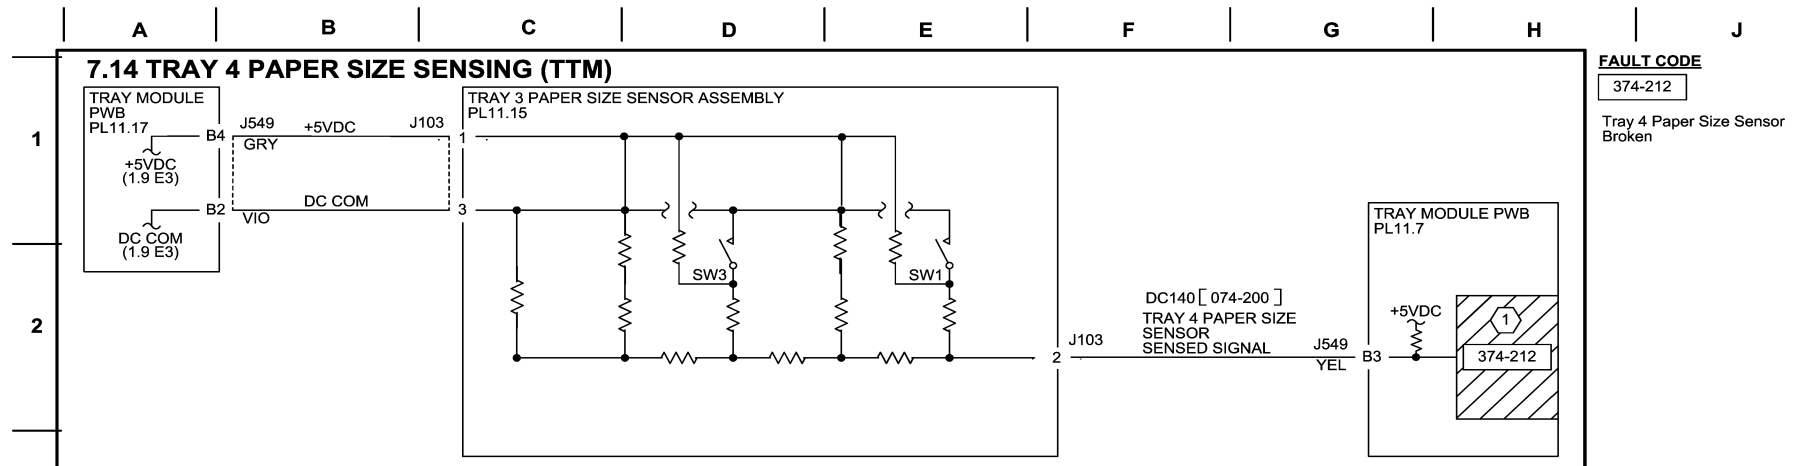 A B C D E F G H J
7.14 TRAY 4 PAPER SIZE SENSING (TTM)
FAULT CODE
374-212
Tray 4 Paper Size Sensor
Broken
1
2
TRAY MODULE
PWB
PL11.17
B4
+5VDC
(1.9 E3)
B2
DC COM
(1.9 E3)
J549
+5VDC
J103
GRY
DC COM
VIO
TRAY 3 PAPER SIZE SENSOR ASSEMBLY
PL11.15
1
3
SW3
SW1
2
J103
DC140 [ 074-200 ]
TRAY 4 PAPER SIZE
SENSOR
SENSED SIGNAL
J549
YEL
TRAY MODULE PWB
PL11.7
B3
+5VDC
1
374-212